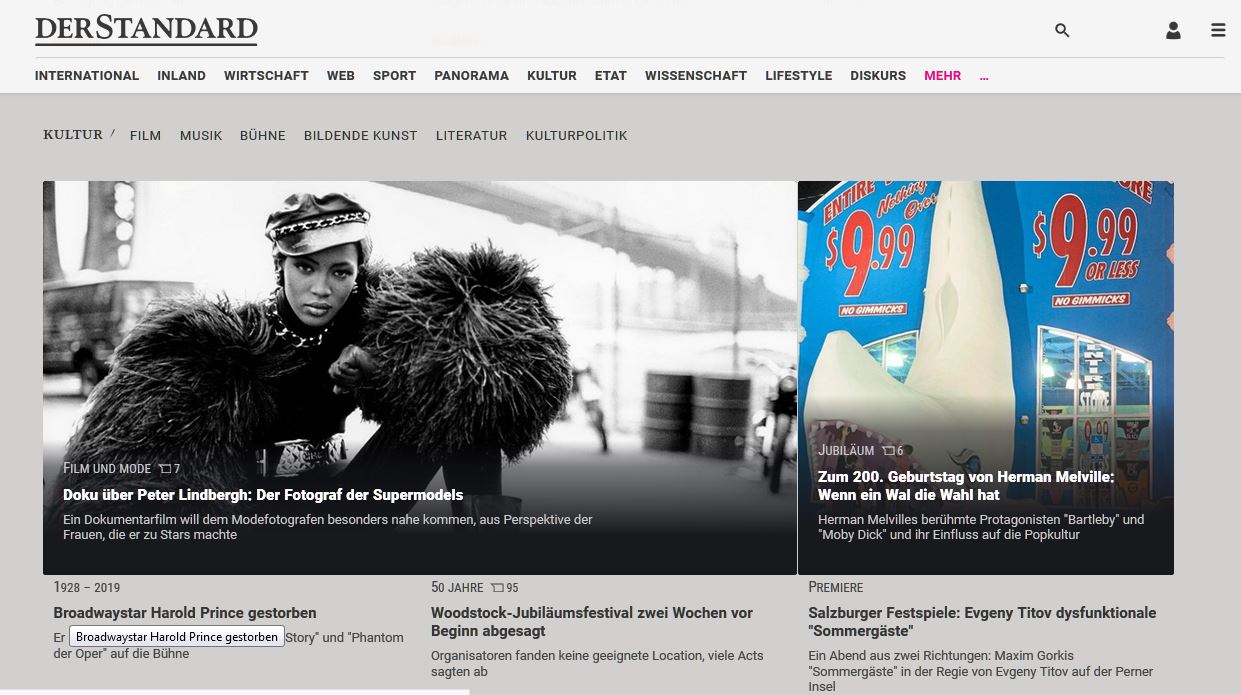 DERSTANDARD
INTERNATIONAL INLAND WIRTSCHAFT WEB SPORT PANORAMA KULTUR ETAT WISSENSCHAFT LIFESTYLE DISKURS MEHR ...
KULTUR / FILM MUSIK BÜHNE BILDENDE KUNST LITERATUR KULTURPOLITIK
FILM UND MODE 7
Doku über Peter Lindbergh: Der Fotograf der Supermodels
Ein Dokumentarfilm will dem Modefotografen besonders nahe kommen, aus Perspektive der
Frauen, die er zu Stars machte
ENTIRE STORE
Nothing Over
$9.99
NO GIMMICKS
$9.99
OR LESS
NO GIMMICKS
ENTIRE
STORE
9.99
JUBILÄUM 6
Zum 200. Geburtstag von Herman Melville:
Wenn ein Wal die Wahl hat
Herman Melvilles berühmte Protagonisten "Bartleby" und
"Moby Dick" und ihr Einfluss auf die Popkultur
1928 – 2019
Broadwaystar Harold Prince gestorben
Er Broadwaystar Harold Prince gestorben Story" und "Phantom
der Oper" auf die Bühne
50 JAHRE 95
Woodstock-Jubiläumsfestival zwei Wochen vor
Beginn abgesagt
Organisatoren fanden keine geeignete Location, viele Acts
sagten ab
PREMIERE
Salzburger Festspiele: Evgeny Titov dysfunktionale
"Sommergäste"
Ein Abend aus zwei Richtungen: Maxim Gorkis
"Sommergäste" in der Regie von Evgeny Titov auf der Perner
Insel